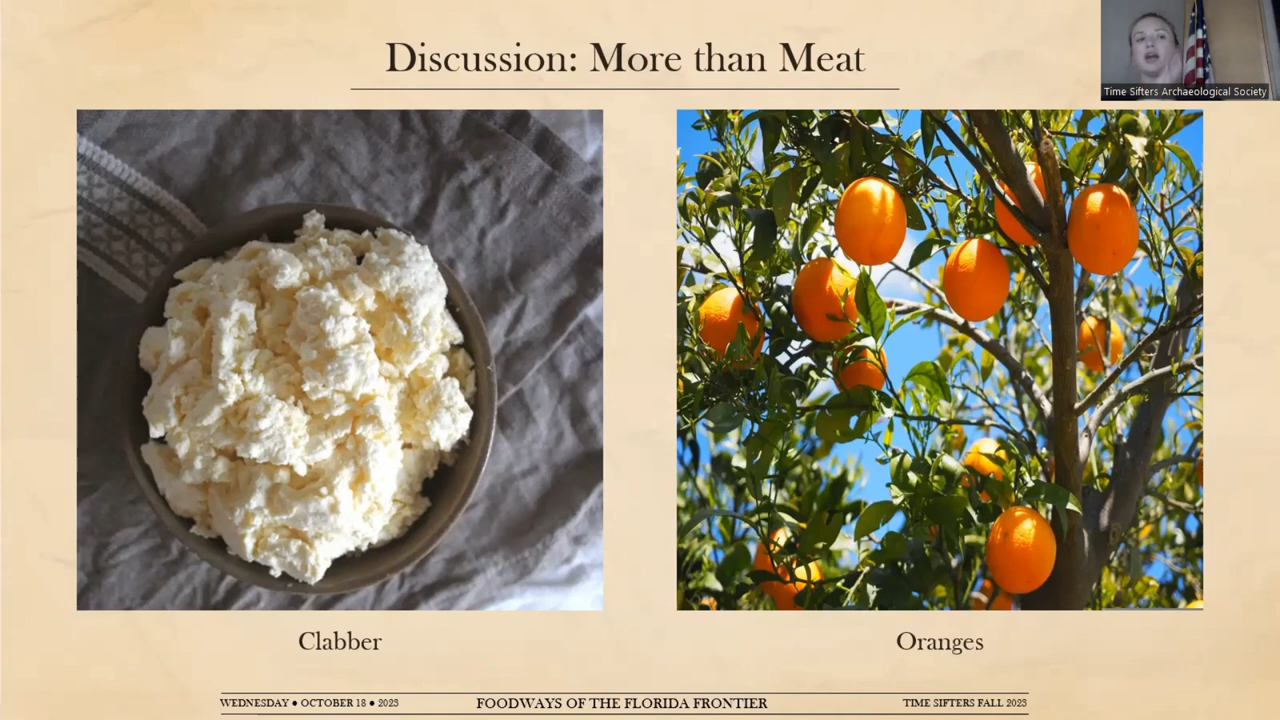 Discussion: More than Meat
Time Sifters Archaeological Society
Clabber
Oranges
WEDNESDAY ● OCTOBER 18 ● 2023
FOODWAYS OF THE FLORIDA FRONTIER
TIME SIFTERS FALL 2023